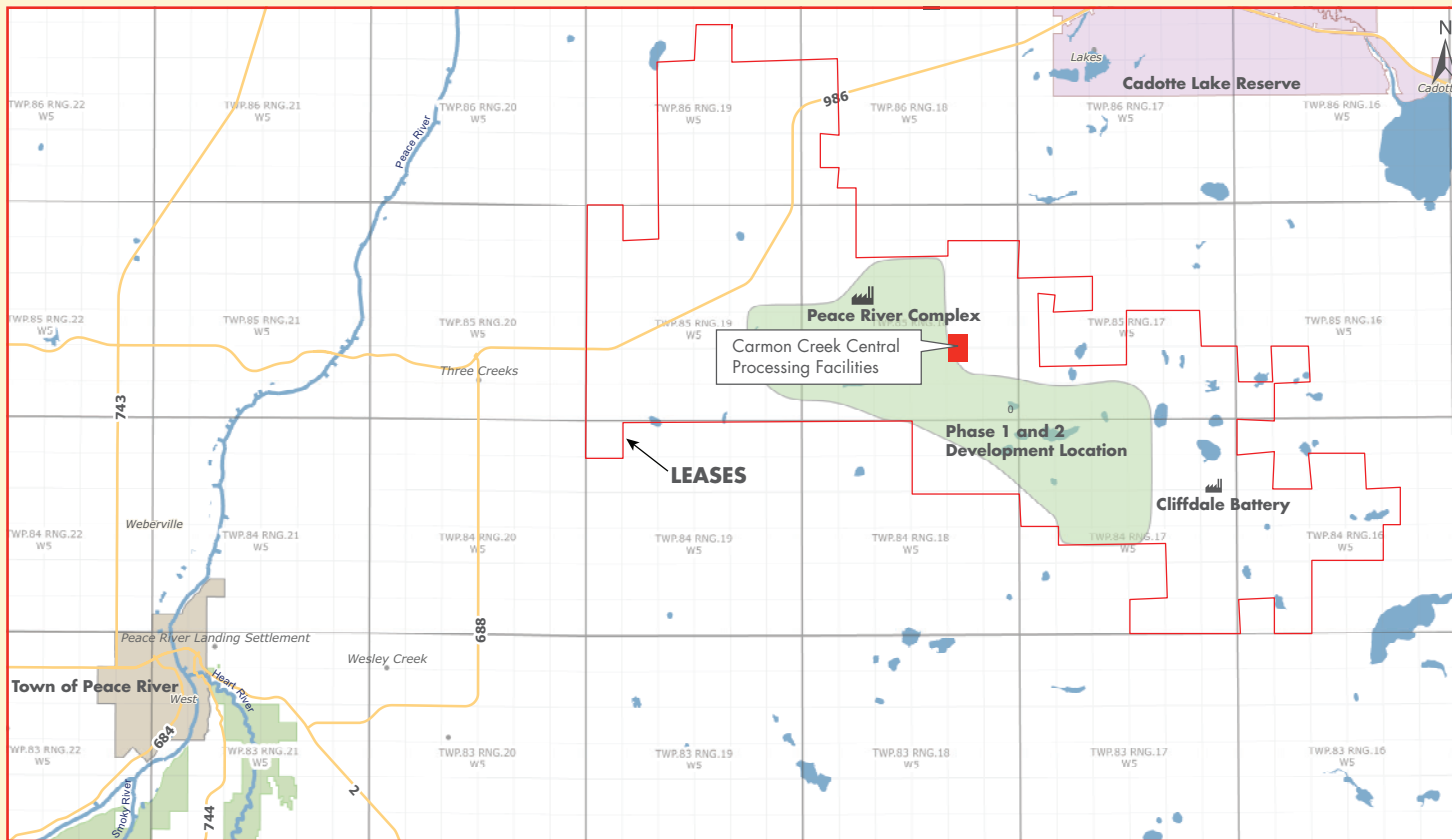 N
Lakes
Cadotte Lake Reserve
986
TWP.86 RNG.22
W5
TWP.86 RNG.21
W5
TWP.86 RNG.20
W5
TWP.86 RNG.19
W5
TWP.86 RNG.18
W5
TWP.86 RNG.17
W5
TWP.86 RNG.16
W5
Peace River
Peace River Complex
TWP.85 RNG.22
W5
TWP.85 RNG.21
W5
TWP.85 RNG.20
W5
TWP.85 RNG.19
W5
TWP.85 RNG.17
W5
TWP.85 RNG.16
W5
Carmon Creek Central
Processing Facilities
Three Creeks
743
0
Phase 1 and 2
Development Location
LEASES
Cliffdale Battery
Weberville
TWP.84 RNG.22
W5
TWP.84 RNG.21
W5
TWP.84 RNG.20
W5
TWP.84 RNG.19
W5
TWP.84 RNG.18
W5
TWP.84 RNG.17
W5
TWP.84 RNG.16
W5
688
Peace River Landing Settlement
Wesley Creek
Town of Peace River
West
Heart River
684
TWP.83 RNG.22
W5
TWP.83 RNG.21
W5
TWP.83 RNG.20
W5
TWP.83 RNG.19
W5
TWP.83 RNG.18
W5
TWP.83 RNG.17
W5
TWP.83 RNG.16
W5
2
Smoky River
744